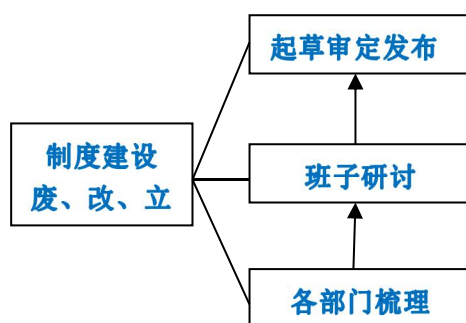 起草审定发布
制度建设
废、改、立
班子研讨
各部门梳理